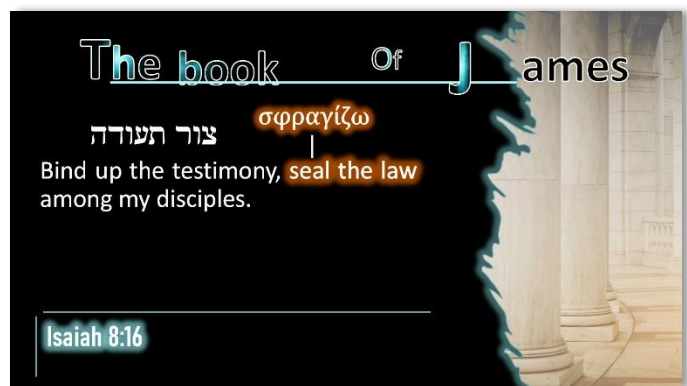 The book Of James
σφραγίζω
צור תעודה
Bind up the testimony, seal the law
among my disciples.
Isaiah 8:16